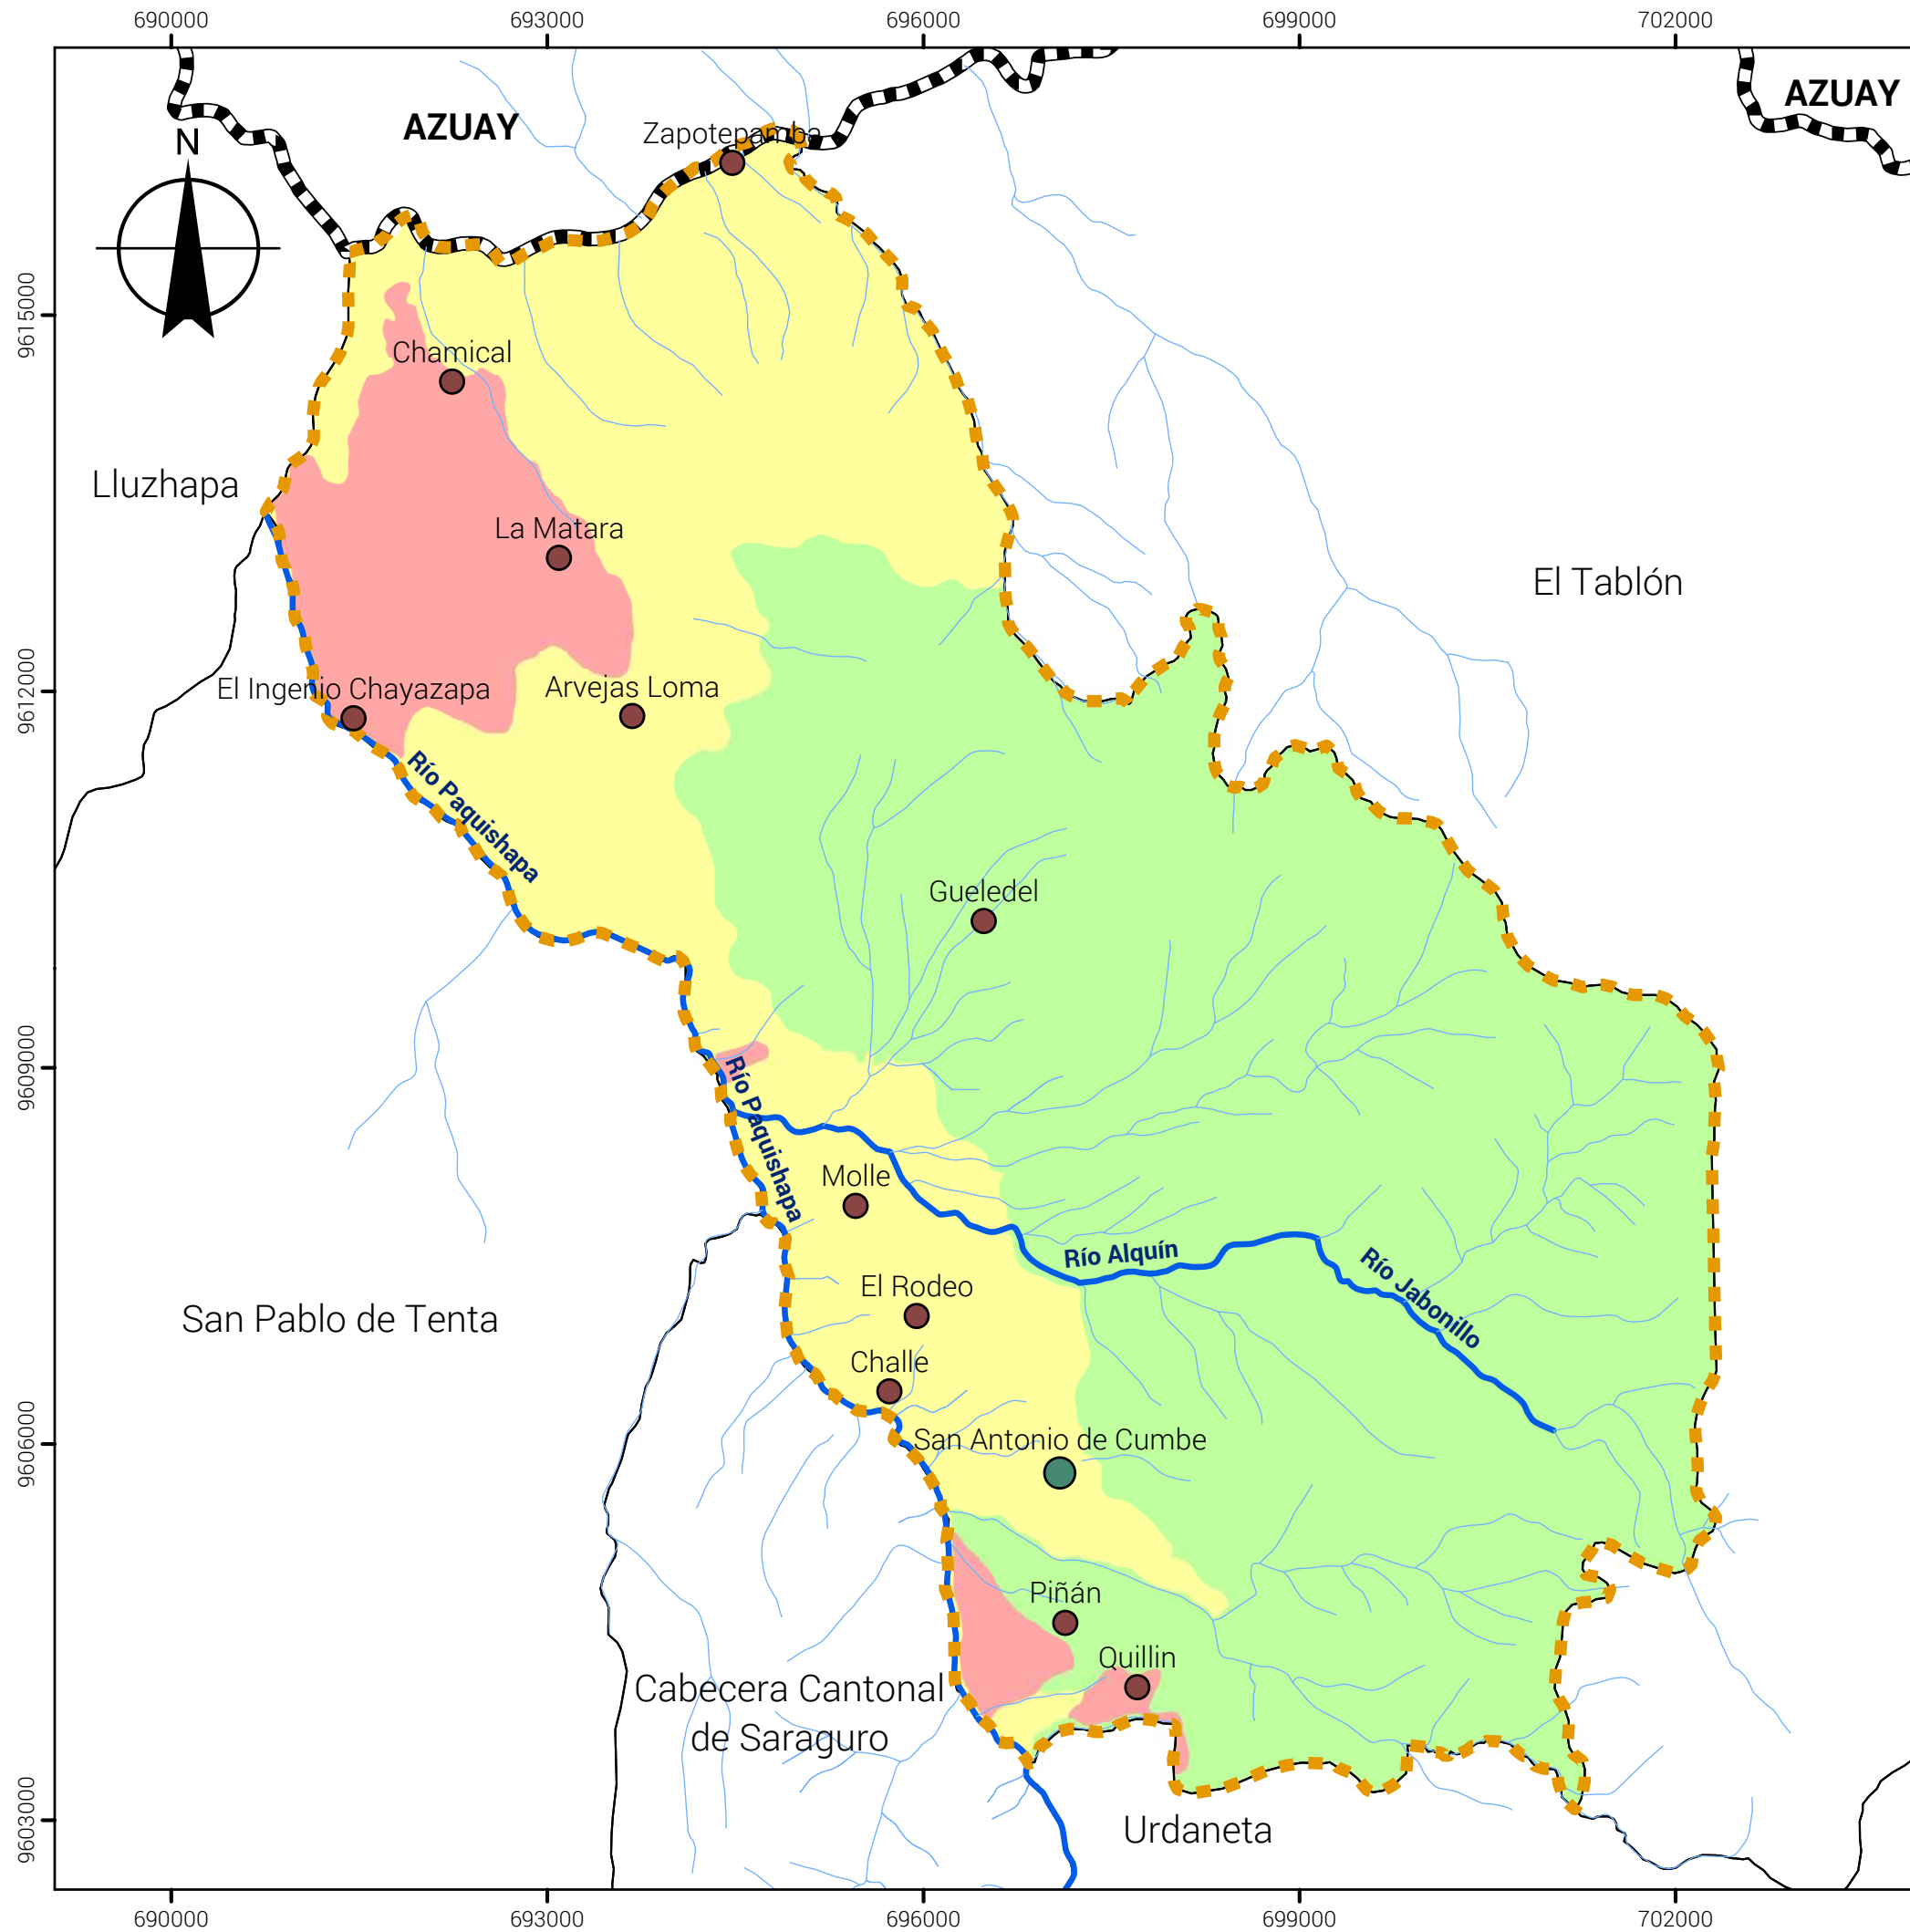 690000
693000
696000
699000
702000
AZUAY
AZUAY
N
Zapotepamba
9615000
Chamical
Lluzhapa
La Matara
El Tablón
9612000
El Ingenio Chayazapa
Arvejas Loma
Río Paquishapa
Gueledel
9609000
Río Paquishapa
Molle
Río Alquín
Río Jabonillo
El Rodeo
San Pablo de Tenta
Challe
9606000
San Antonio de Cumbe
Piñán
Quillin
Cabecera Cantonal
de Saraguro
9603000
Urdaneta
690000
693000
696000
699000
702000